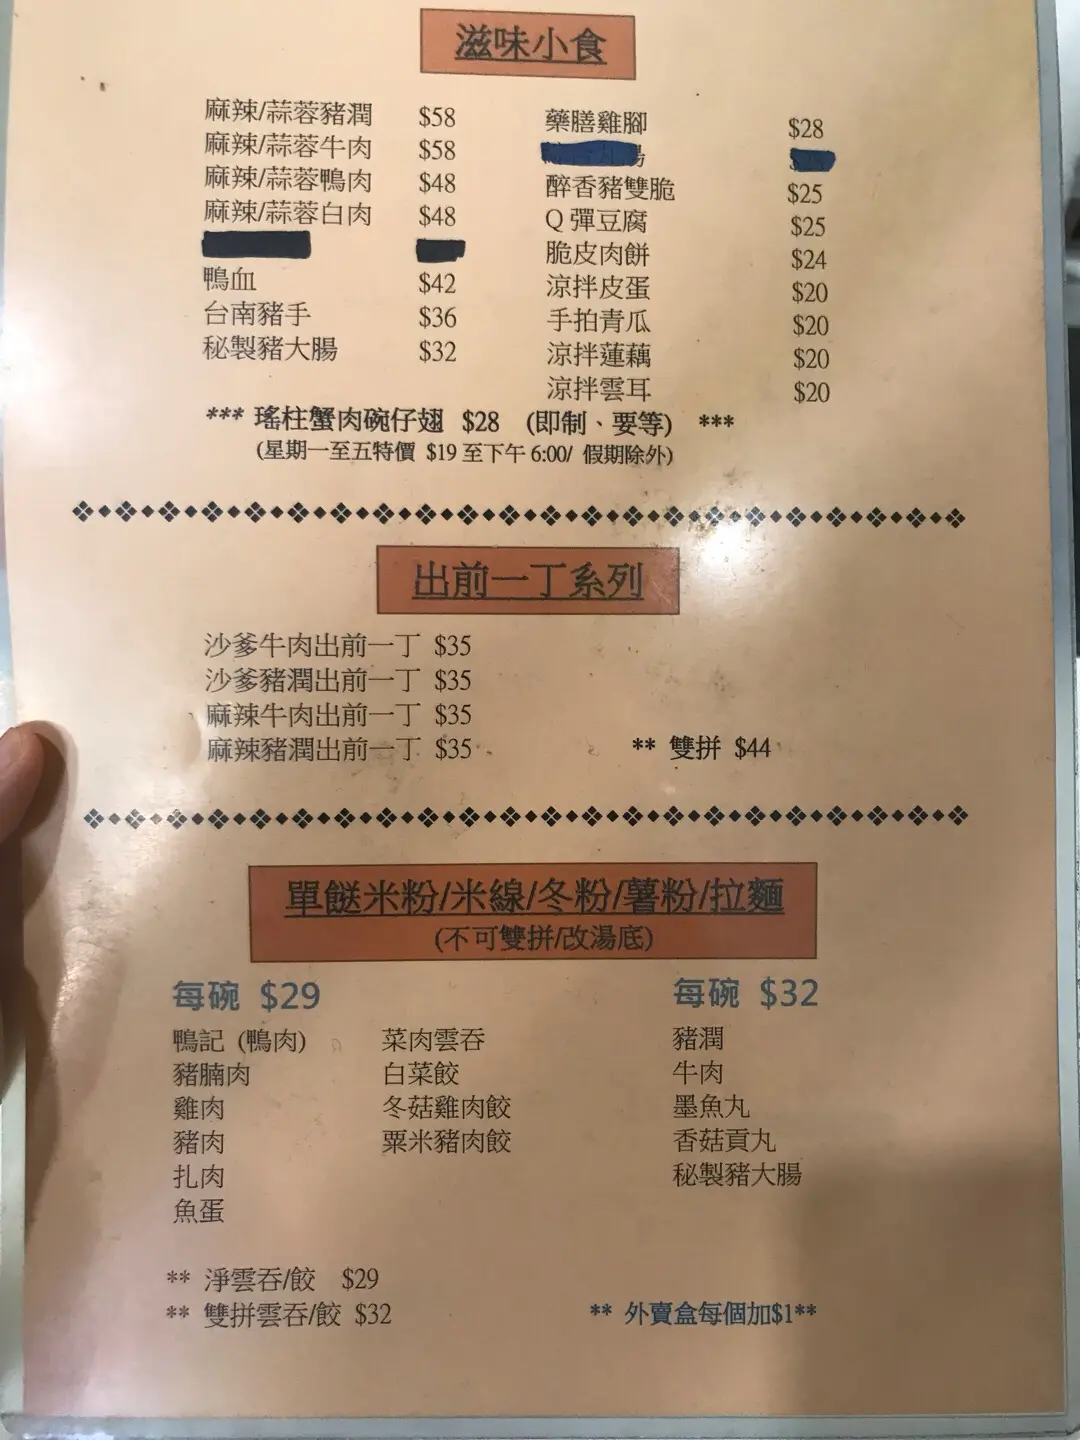 滋味小食
麻辣/蒜蓉豬潤 $58
麻辣/蒜蓉牛肉 $58
麻辣/蒜蓉鴨肉 $48
麻辣/蒜蓉白肉 $48
鴨血 $42
台南豬手 $36
秘製豬大腸 $32
藥膳雞腳 $28
醉香豬雙脆 $25
Q 彈豆腐 $25
脆皮肉餅 $24
涼拌皮蛋 $20
手拍青瓜 $20
涼拌蓮藕 $20
涼拌雲耳 $20
*** 瑤柱蟹肉碗仔翅 $28 (即制、要等) ***
(星期一至五特價 $19 至下午 6:00/ 假期除外)
出前一丁系列
沙爹牛肉出前一丁 $35
沙爹豬潤出前一丁 $35
麻辣牛肉出前一丁 $35
麻辣豬潤出前一丁 $35
** 雙拼 $44
單餸米粉/米線/冬粉/薯粉/拉麵
(不可雙拼/改湯底)
每碗 $29
鴨記 (鴨肉)
豬腩肉
雞肉
豬肉
扎肉
魚蛋
菜肉雲吞
白菜餃
冬菇雞肉餃
粟米豬肉餃
每碗 $32
豬潤
牛肉
墨魚丸
香菇貢丸
秘製豬大腸
** 淨雲吞/餃 $29
** 雙拼雲吞/餃 $32
** 外賣盒每個加$1**